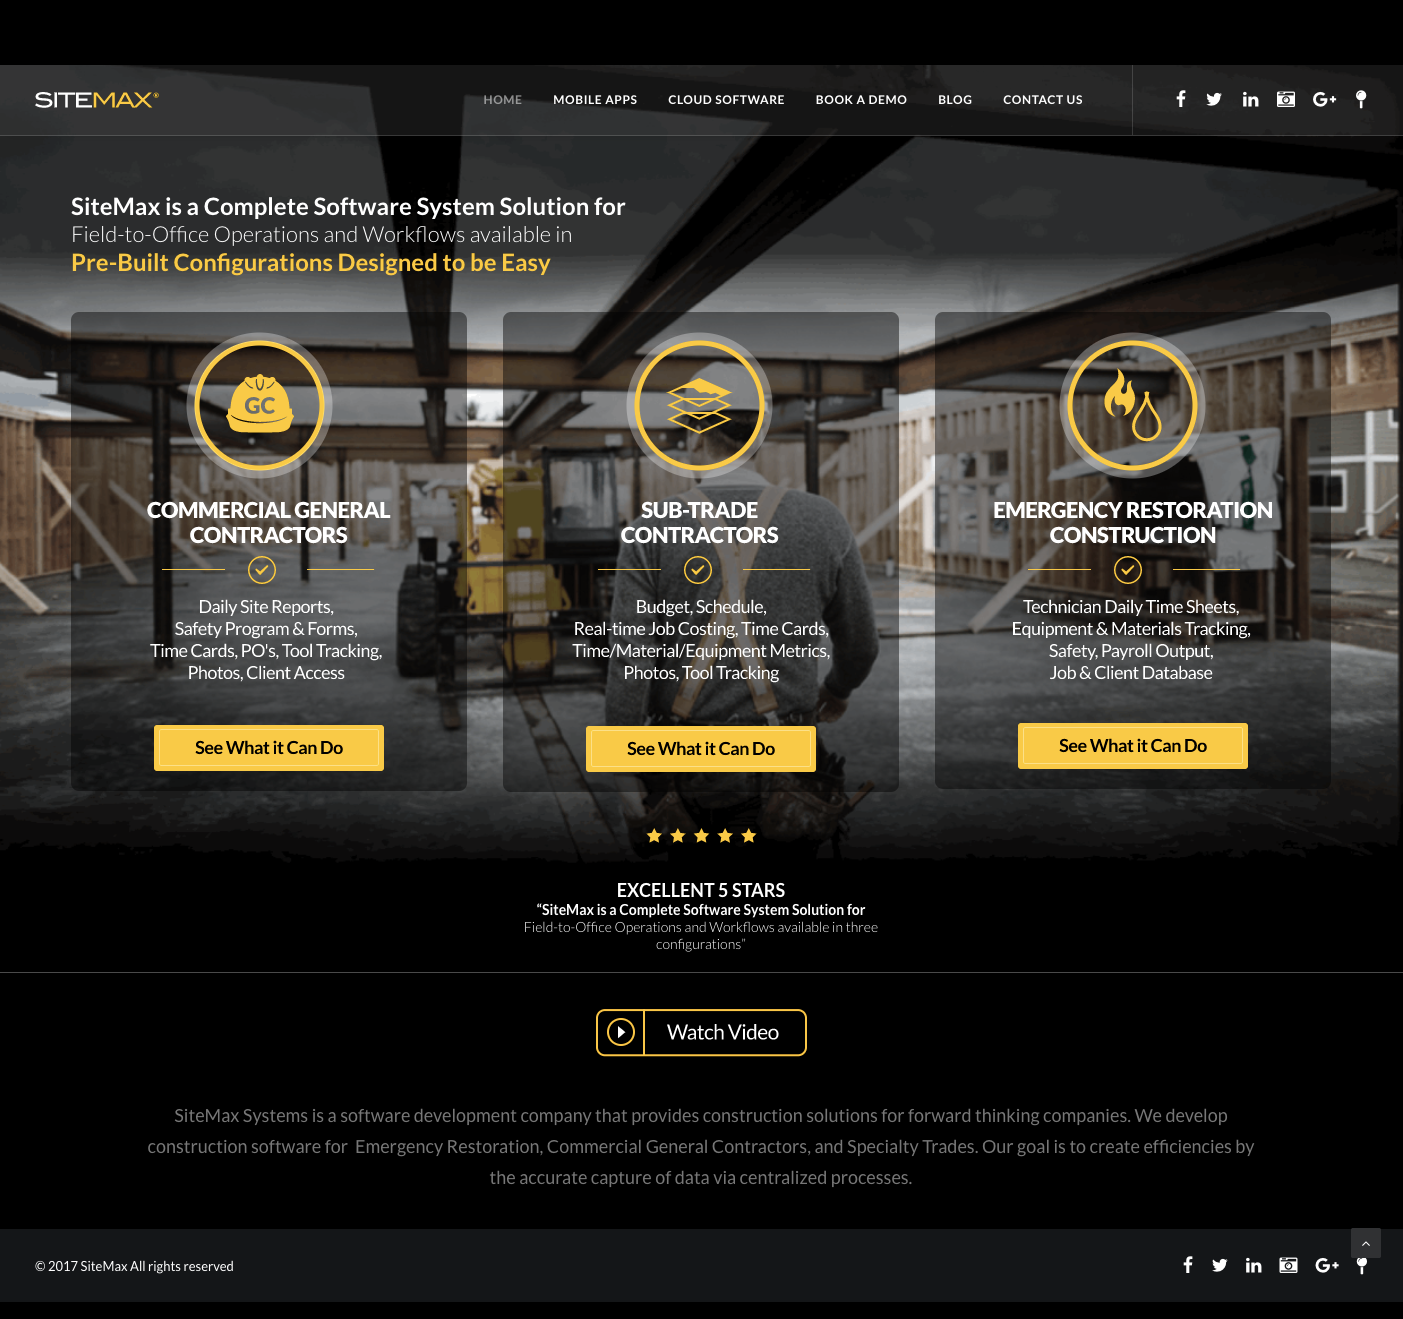 SITEMAX®
HOME MOBILE APPS CLOUD SOFTWARE BOOK A DEMO BLOG CONTACT US
SiteMax is a Complete Software System Solution for
Field-to-Office Operations and Workflows available in
Pre-Built Configurations Designed to be Easy
GC
COMMERCIAL GENERAL
CONTRACTORS
Daily Site Reports,
Safety Program & Forms,
Time Cards, PO's, Tool Tracking,
Photos, Client Access
See What it Can Do
SUB-TRADE
CONTRACTORS
Budget, Schedule,
Real-time Job Costing, Time Cards,
Time/Material/Equipment Metrics,
Photos, Tool Tracking
See What it Can Do
EMERGENCY RESTORATION
CONSTRUCTION
Technician Daily Time Sheets,
Equipment & Materials Tracking,
Safety, Payroll Output,
Job & Client Database
See What it Can Do
EXCELLENT 5 STARS
“SiteMax is a Complete Software System Solution for
Field-to-Office Operations and Workflows available in three
configurations”
Watch Video
SiteMax Systems is a software development company that provides construction solutions for forward thinking companies. We develop
construction software for Emergency Restoration, Commercial General Contractors, and Specialty Trades. Our goal is to create efficiencies by
the accurate capture of data via centralized processes.
© 2017 SiteMax All rights reserved